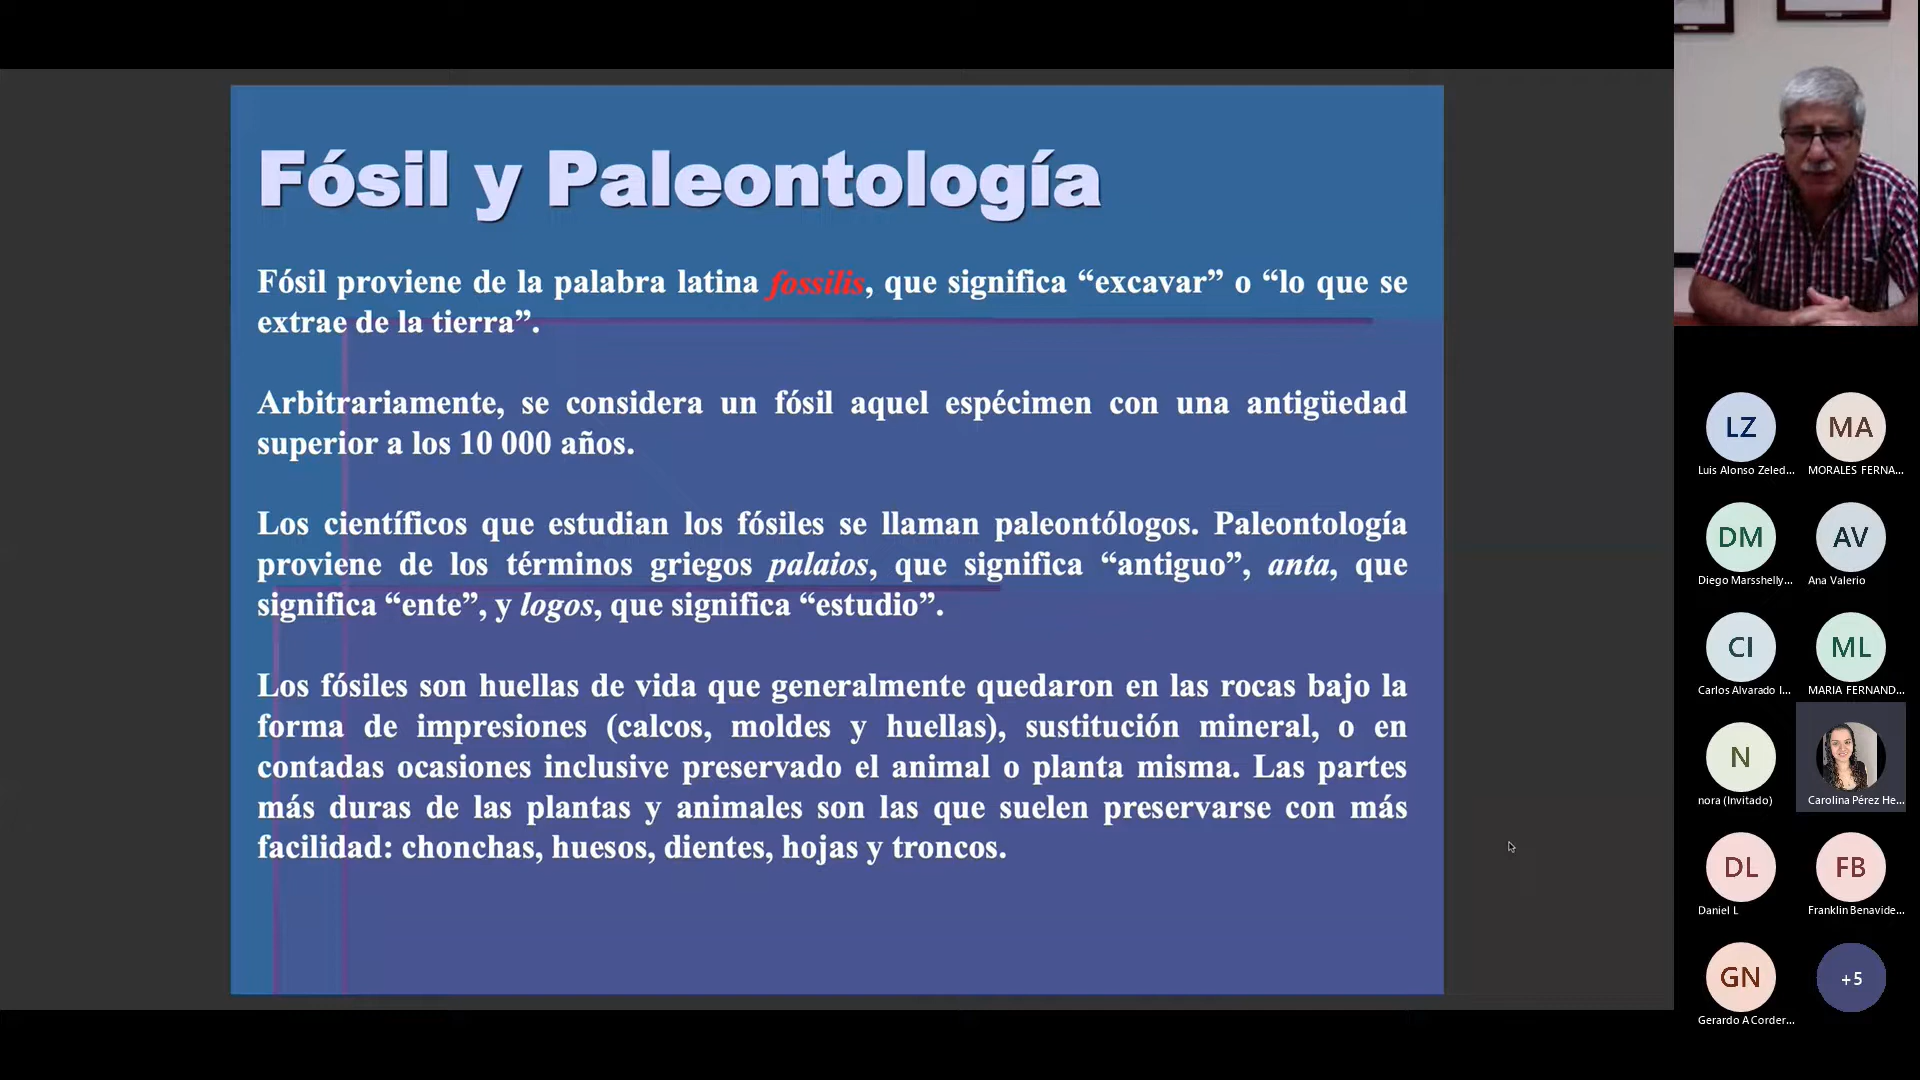 Fósil y Paleontología
Fósil proviene de la palabra latina fossilis, que significa “excavar” o “lo que se
extrae de la tierra”.
Arbitrariamente, se considera un fósil aquel espécimen con una antigüedad
superior a los 10 000 años.
Los científicos que estudian los fósiles se llaman paleontólogos. Paleontología
proviene de los términos griegos palaios, que significa “antiguo”, anta, que
significa “ente”, y logos, que significa “estudio”.
Los fósiles son huellas de vida que generalmente quedaron en las rocas bajo la
forma de impresiones (calcos, moldes y huellas), sustitución mineral, o en
contadas ocasiones inclusive preservado el animal o planta misma. Las partes
más duras de las plantas y animales son las que suelen preservarse con más
facilidad: chonchas, huesos, dientes, hojas y troncos.
LZ
Luis Alonso Zeled...
MA
MORALES FERNA...
DM
Diego Marsshelly...
AV
Ana Valerio
CI
Carlos Alvarado I...
ML
MARIA FERNAND...
N
nora (Invitado)
Carolina Pérez He...
DL
Daniel L
FB
Franklin Benavide...
GN
Gerardo A Corder...
+5